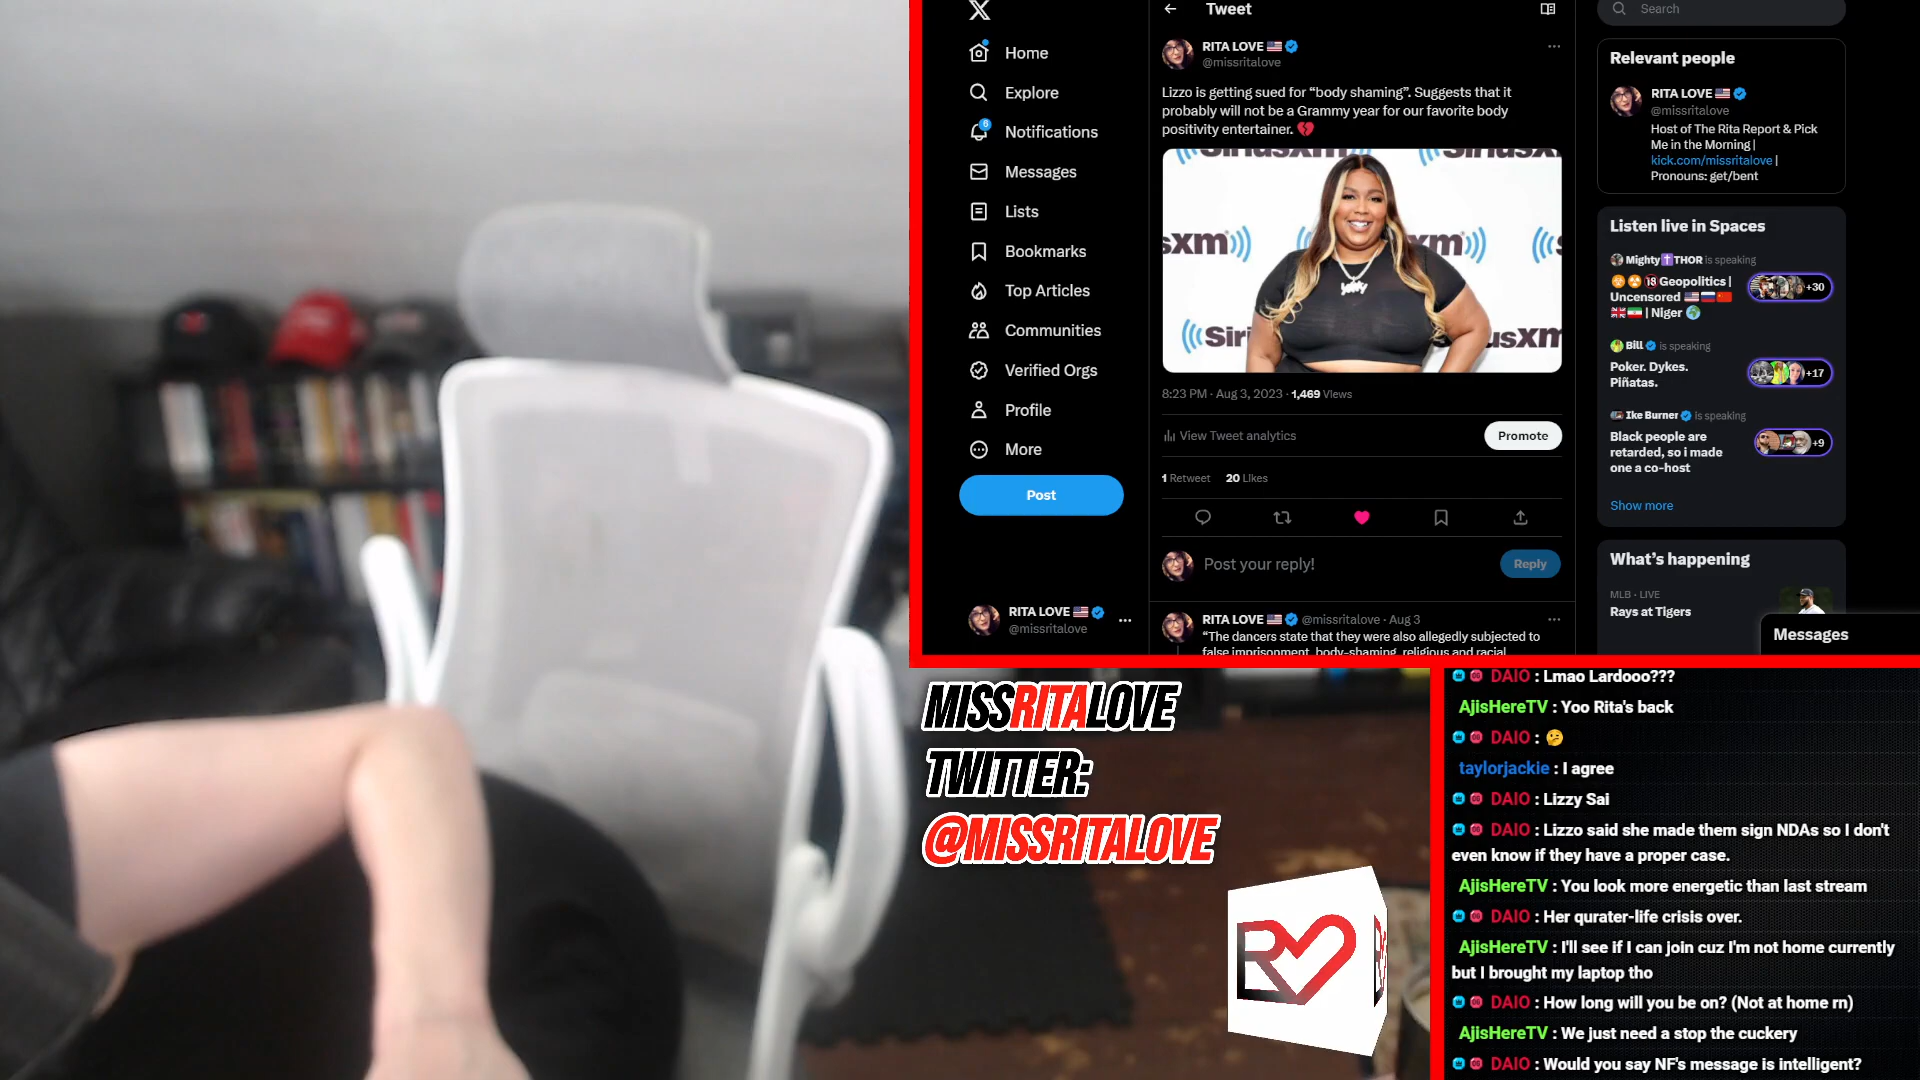 Home
Explore
6
Notifications
Messages
Lists
Bookmarks
Top Articles
Communities
Verified Orgs
Profile
More
Post
RITA LOVE 🇺🇸
@missritalove
Tweet
RITA LOVE 🇺🇸
@missritalove
Lizzo is getting sued for “body shaming”. Suggests that it
probably will not be a Grammy year for our favorite body
positivity entertainer. 💔
8:23 PM · Aug 3, 2023 · 1,469 Views
View Tweet analytics
Promote
1 Retweet 20 Likes
Post your reply!
Reply
RITA LOVE 🇺🇸 @missritalove · Aug 3
“The dancers state that they were also allegedly subjected to
false imprisonment, body-shaming, religious and racial
Search
Relevant people
RITA LOVE 🇺🇸
@missritalove
Host of The Rita Report & Pick
Me in the Morning |
kick.com/missritalove |
Pronouns: get/bent
Listen live in Spaces
Mighty✝️THOR is speaking
Geopolitics |
Uncensored 🇺🇸🇷🇺🇨🇳
🇬🇧🇮🇷 | Niger 🌍
+30
Bill is speaking
Poker. Dykes.
Piñatas.
+17
Ike Burner is speaking
Black people are
retarded, so i made
one a co-host
+9
Show more
What’s happening
MLB · LIVE
Rays at Tigers
Messages
MISSRITALOVE
TWITTER:
@MISSRITALOVE
DAIO : Lmao Lardooo???
AjisHereTV : Yoo Rita's back
DAIO : 🤔
taylorjackie : I agree
DAIO : Lizzy Sai
DAIO : Lizzo said she made them sign NDAs so I don't
even know if they have a proper case.
AjisHereTV : You look more energetic than last stream
DAIO : Her qurater-life crisis over.
AjisHereTV : I'll see if I can join cuz I'm not home currently
but I brought my laptop tho
DAIO : How long will you be on? (Not at home rn)
AjisHereTV : We just need a stop the cuckery
DAIO : Would you say NF's message is intelligent?